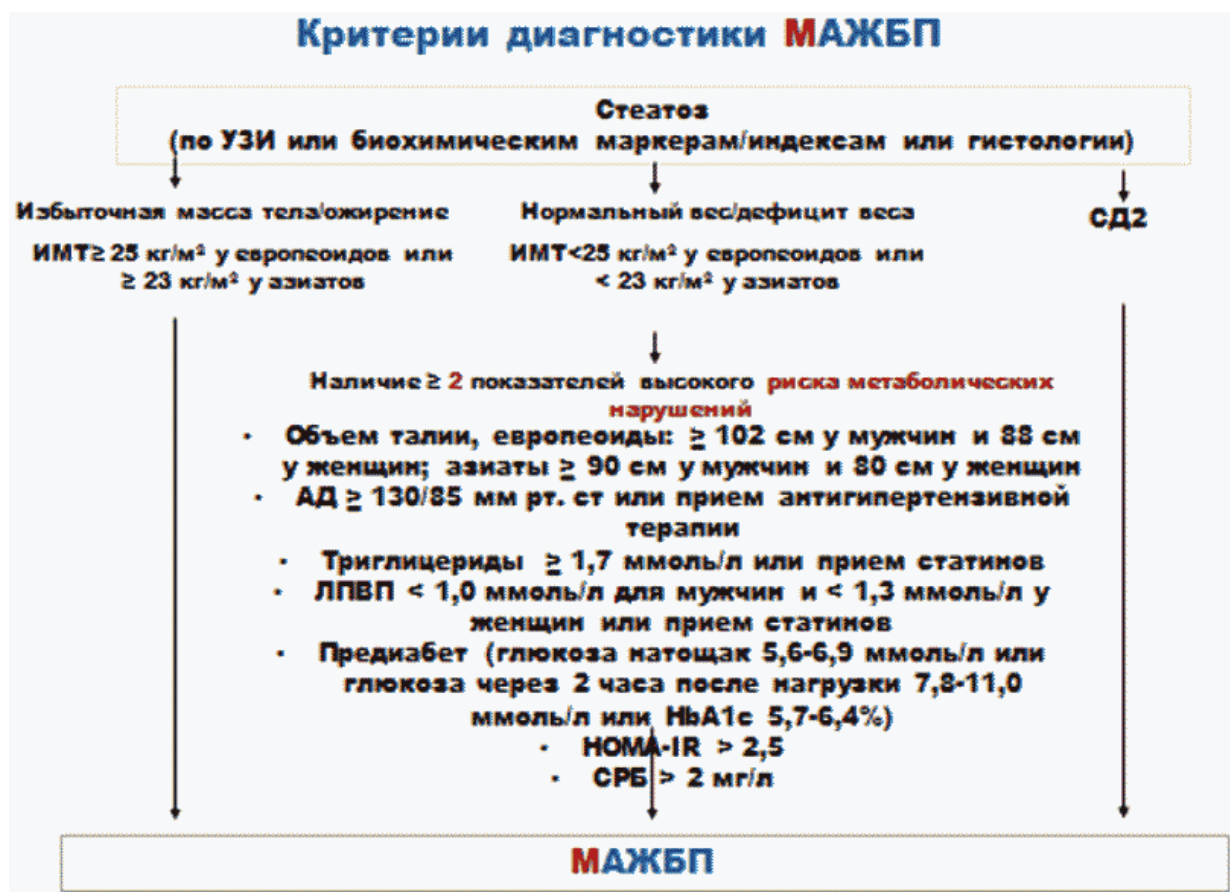 Критерии диагностики МАЖБП
Стеатоз
(по УЗИ или биохимическим маркерам/индексам или гистологии)
Избыточная масса тела/ожирение
ИМТ≥ 25 кг/м² у европеоидов или
≥ 23 кг/м² у азиатов
Нормальный вес/дефицит веса
ИМТ<25 кг/м² у европеоидов или
< 23 кг/м² у азиатов
СД2
Наличие ≥ 2 показателей высокого риска метаболических
нарушений
· Объем талии, европеоиды: ≥ 102 см у мужчин и 88 см
у женщин; азиаты ≥ 90 см у мужчин и 80 см у женщин
· АД ≥ 130/85 мм рт. ст или прием антигипертензивной
терапии
· Триглицериды ≥ 1,7 ммоль/л или прием статинов
· ЛПВП < 1,0 ммоль/л для мужчин и < 1,3 ммоль/л у
женщин или прием статинов
· Предиабет (глюкоза натощак 5,6-6,9 ммоль/л или
глюкоза через 2 часа после нагрузки 7,8-11,0
ммоль/л или HbA1c 5,7-6,4%)
· HOMA-IR > 2,5
· СРБ > 2 мг/л
МАЖБП